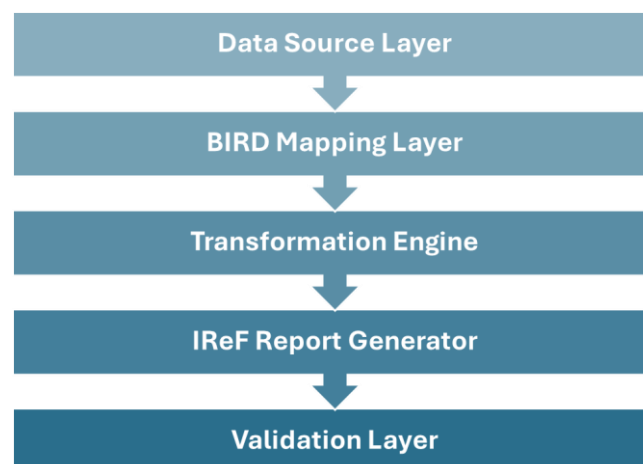 Data Source Layer
BIRD Mapping Layer
Transformation Engine
IReF Report Generator
Validation Layer